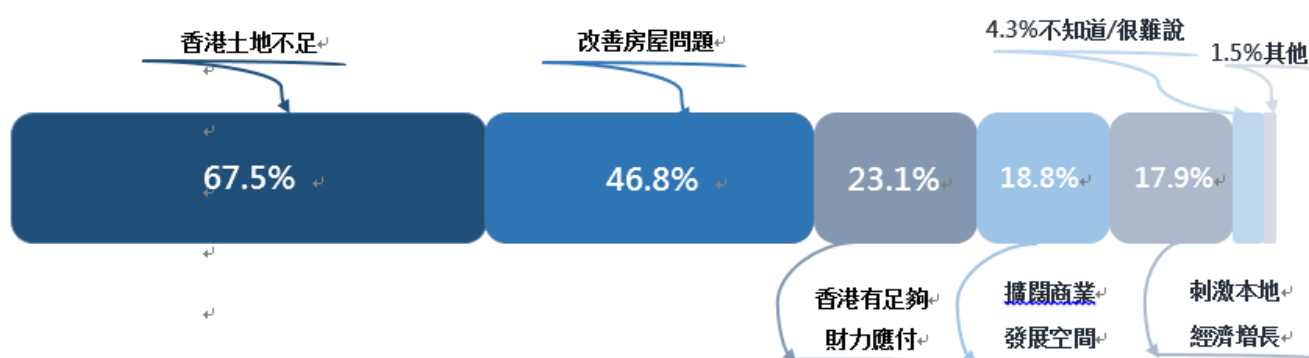 香港土地不足
改善房屋問題
4.3%不知道/很難說
1.5%其他
67.5%
46.8%
23.1%
18.8%
17.9%
香港有足夠
財力應付
擴闊商業
發展空間
刺激本地
經濟增長